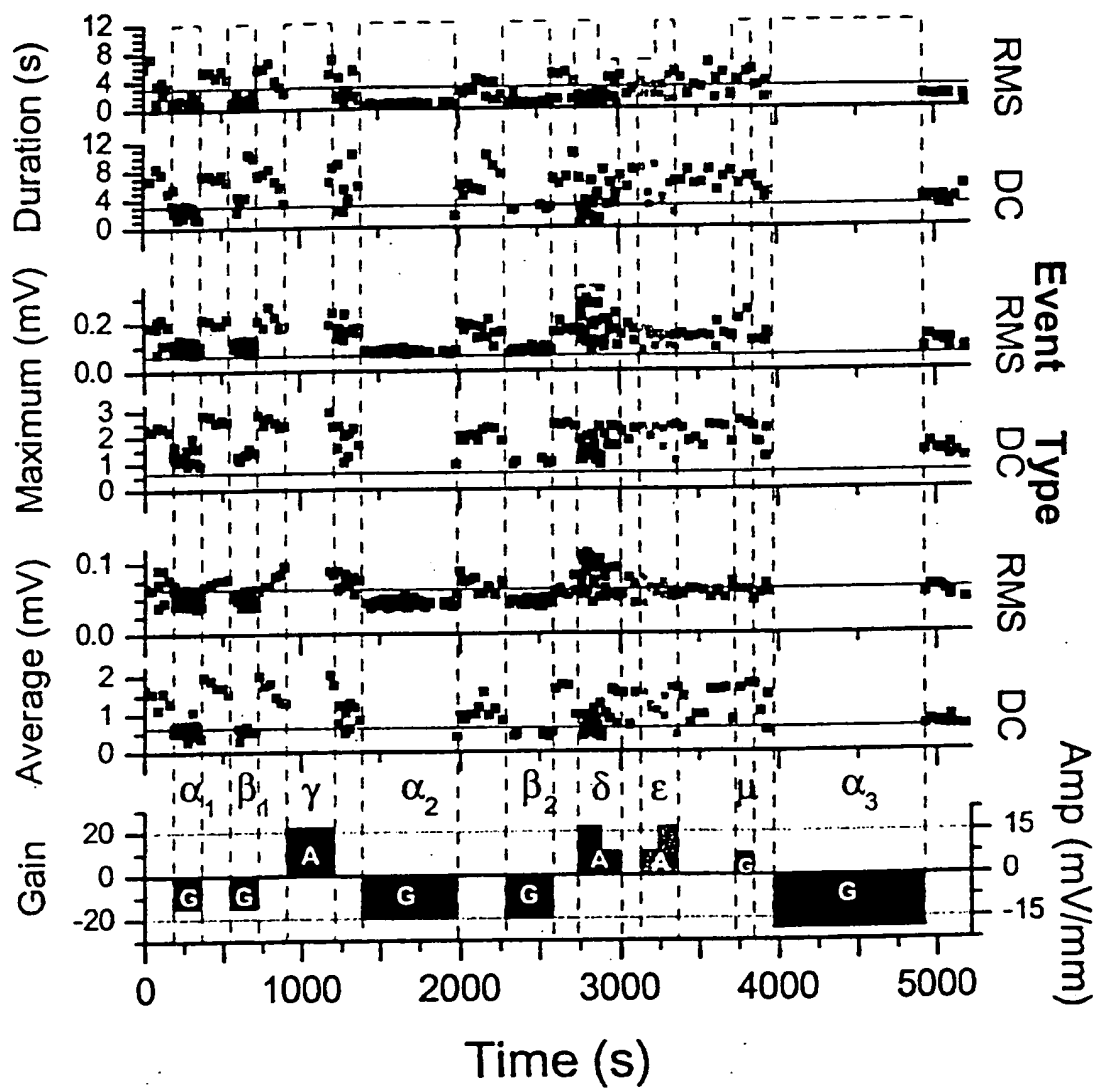 Duration (s)
12
8
4
0
RMS
12
8
4
0
DC
Maximum (mV)
0.2
0.0
RMS
3
2
1
0
DC
Event Type
Average (mV)
0.1
0.0
RMS
2
1
0
DC
α1 β1 γ α2 β2 δ ε μ α3
Gain
20
0
-20
G G A G G A A G G
15
0
-15
Amp (mV/mm)
0 1000 2000 3000 4000 5000
Time (s)